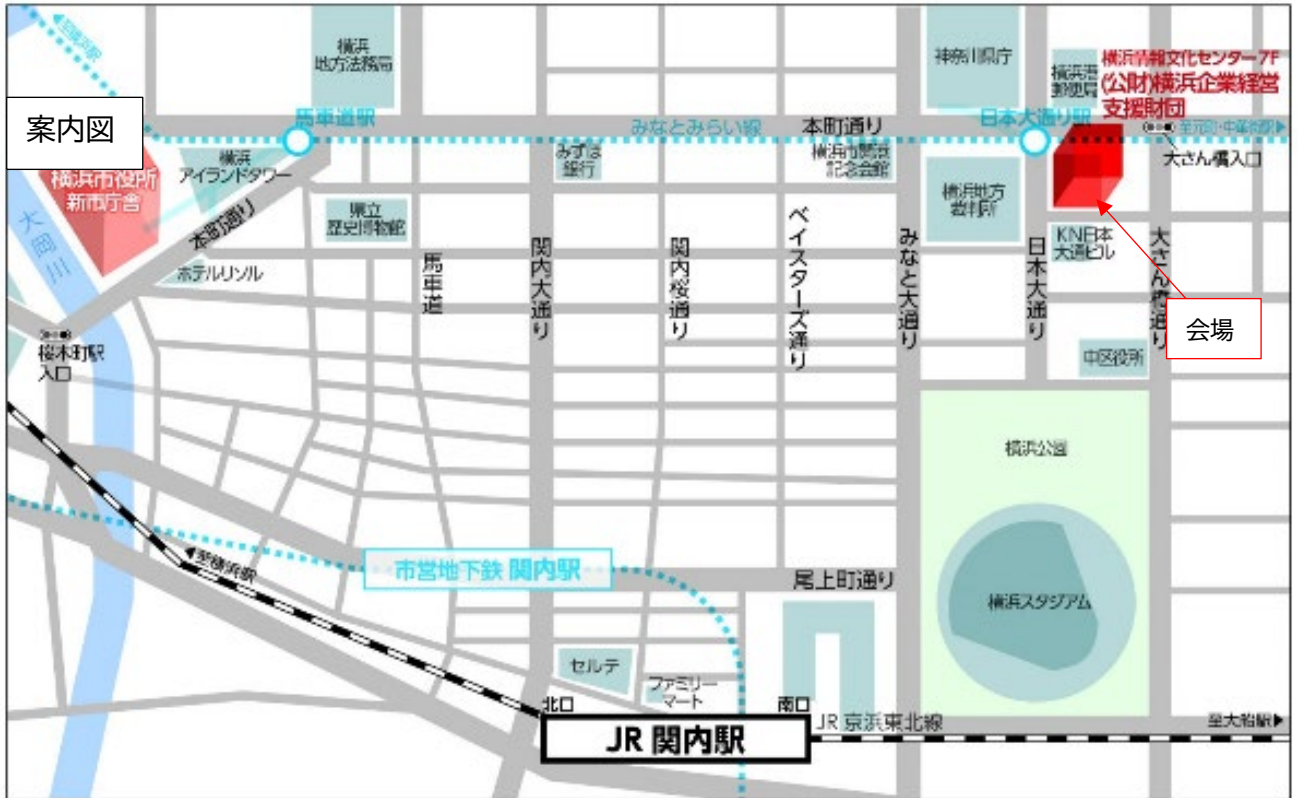 案内図
至横浜駅
横浜
地方法務局
神奈川県庁
横浜港
郵便局
横浜情報文化センター7F
(公財)横浜企業経営
支援財団
馬車道駅
みなとみらい線
本町通り
日本大通り駅
至元町・中華街駅
大さん橋入口
横浜
アイランドタワー
みずほ
銀行
横浜市開港
記念会館
横浜地方
裁判所
横浜市役所
新市庁舎
大岡川
本町通り
県立
歴史博物館
ホテルリソル
馬車道
関内大通り
関内桜通り
ベイスターズ通り
みなと大通り
日本大通り
KN日本
大通ビル
大さん橋通り
会場
中区役所
桜木町駅
入口
横浜公園
至横浜駅
市営地下鉄 関内駅
尾上町通り
横浜スタジアム
セルテ
ファミリー
マート
北口
南口
JR 関内駅
JR 京浜東北線
至大船駅